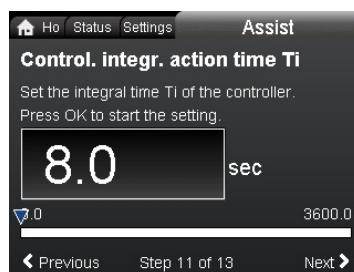 Ho Status Settings Assist
Control. integr. action time Ti
Set the integral time Ti of the controller.
Press OK to start the setting.
8.0 sec
3600.0
Previous Step 11 of 13 Next